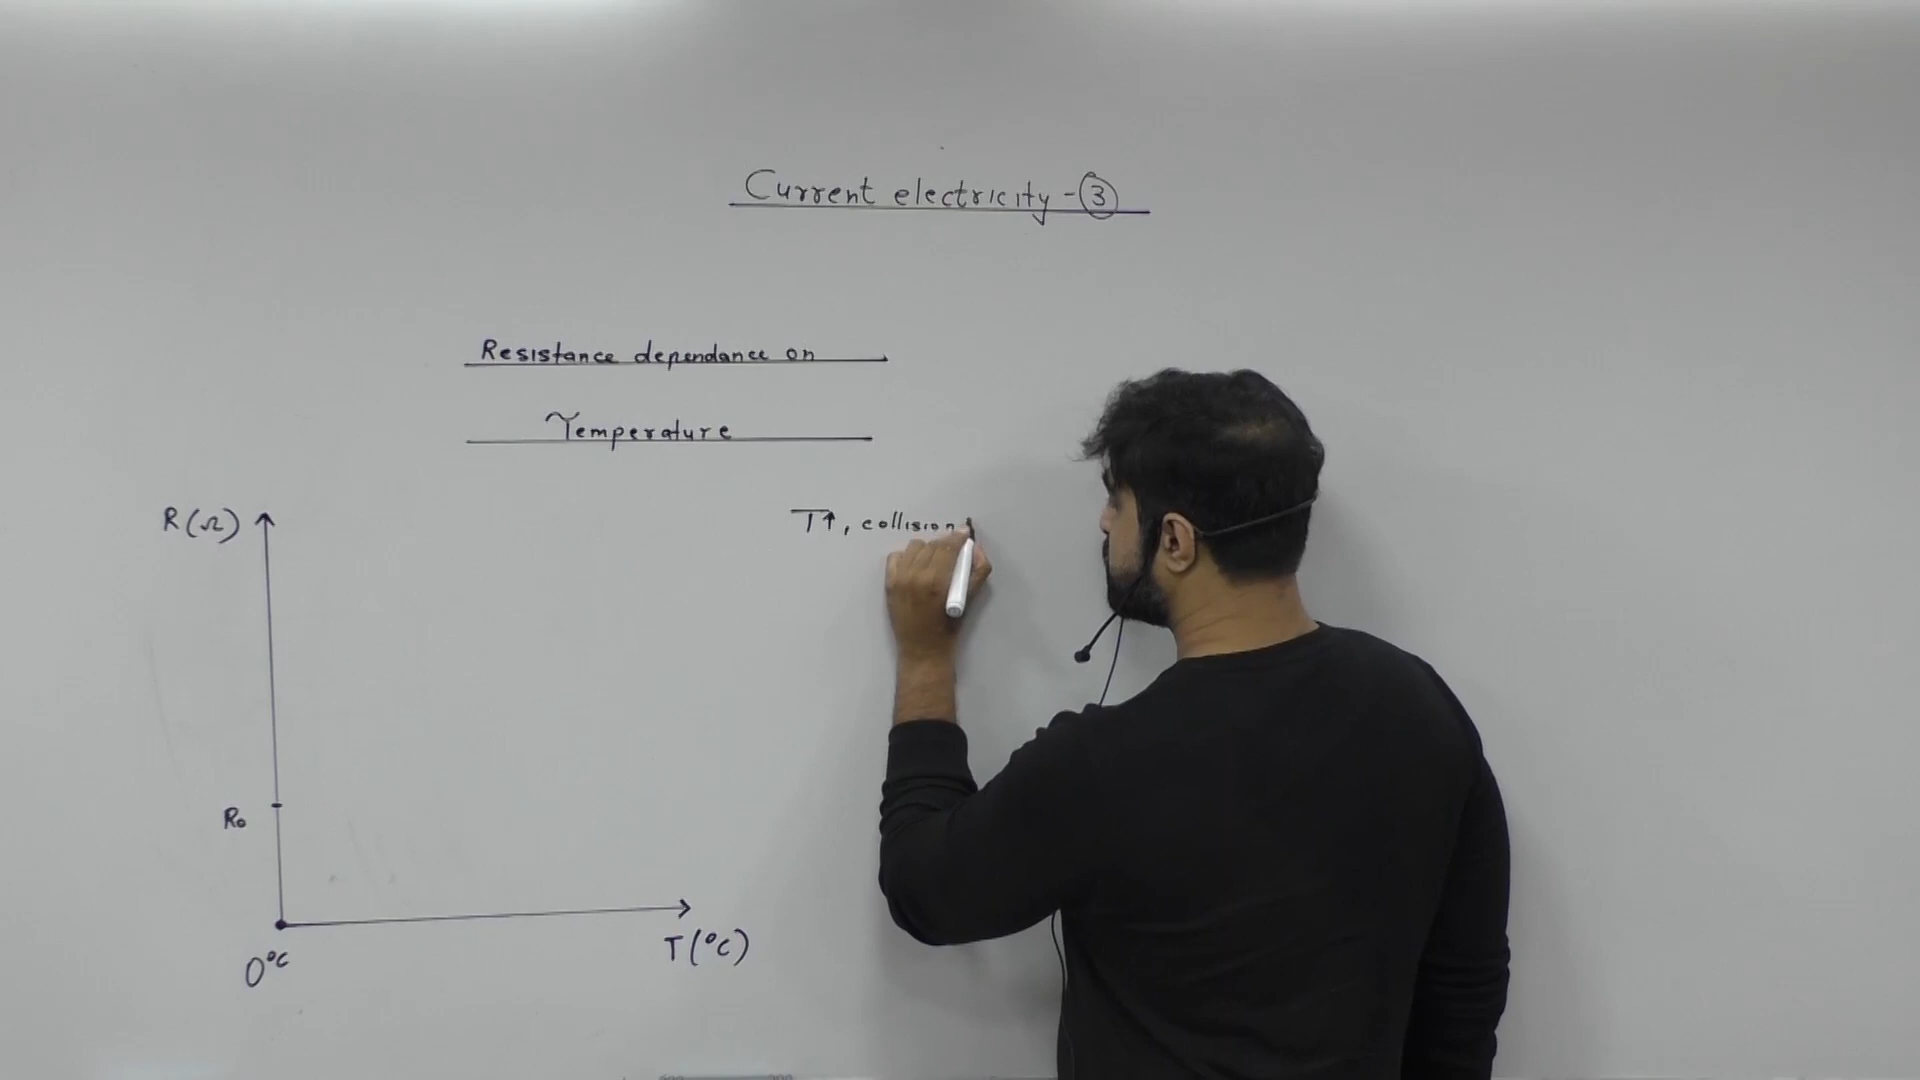 Current electricity - 3
Resistance dependance on
Temperature
R(Ω)
T↑, collision
R₀
0°C
T(°C)